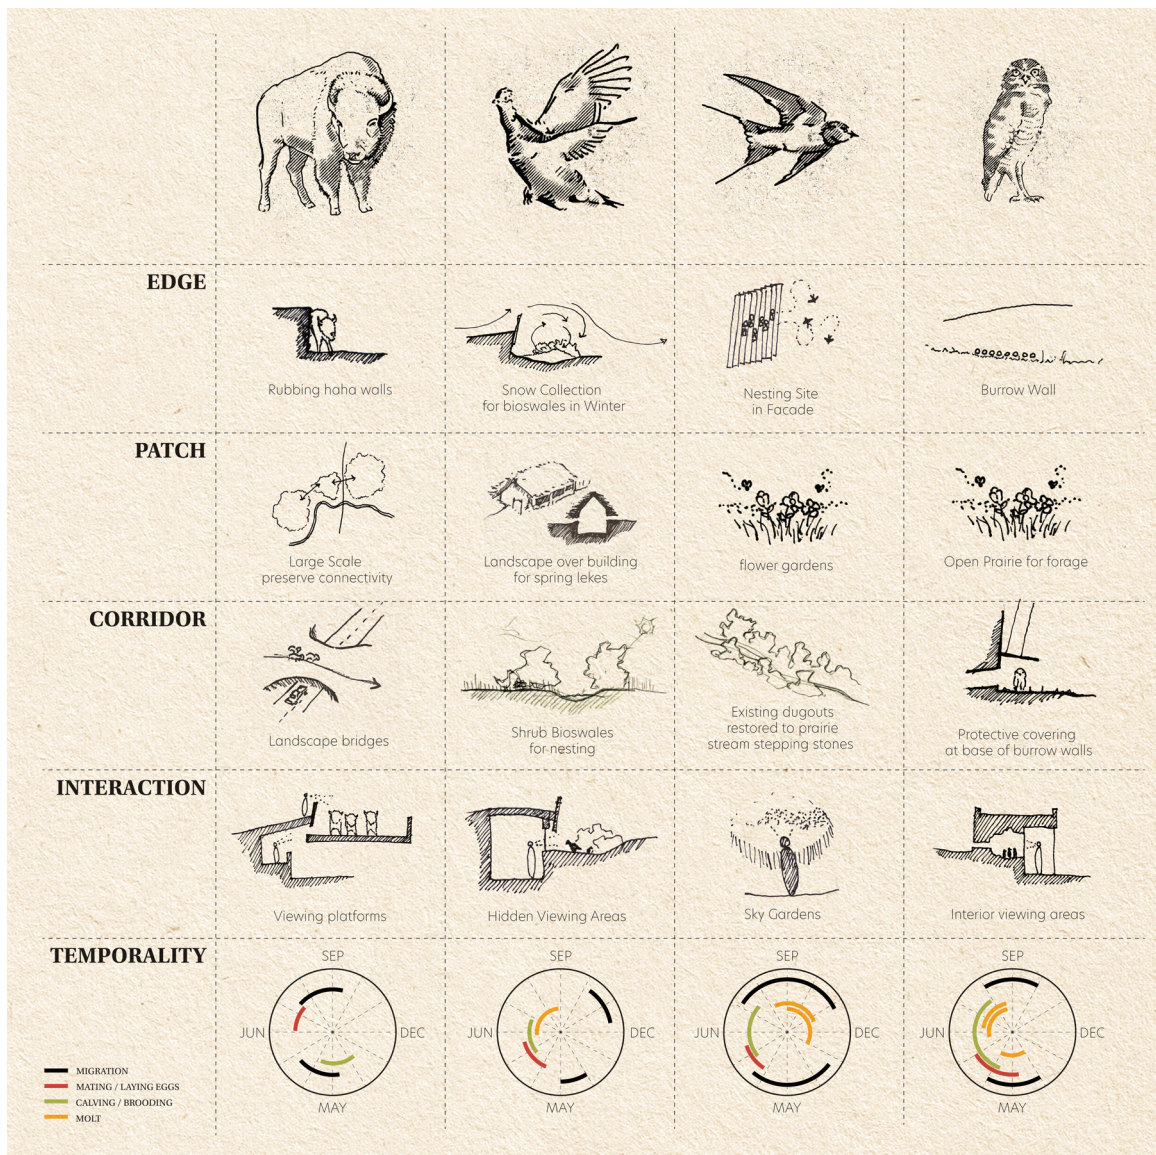 EDGE
Rubbing haha walls
Snow Collection
for bioswales in Winter
Nesting Site
in Facade
Burrow Wall
PATCH
Large Scale
preserve connectivity
Landscape over building
for spring lekes
flower gardens
Open Prairie for forage
CORRIDOR
Landscape bridges
Shrub Bioswales
for nesting
Existing dugouts
restored to prairie
stream stepping stones
Protective covering
at base of burrow walls
INTERACTION
Viewing platforms
Hidden Viewing Areas
Sky Gardens
Interior viewing areas
TEMPORALITY
SEP
JUN
DEC
MAY
SEP
JUN
DEC
MAY
SEP
JUN
DEC
MAY
SEP
JUN
DEC
MAY
MIGRATION
MATING / LAYING EGGS
CALVING / BROODING
MOLT